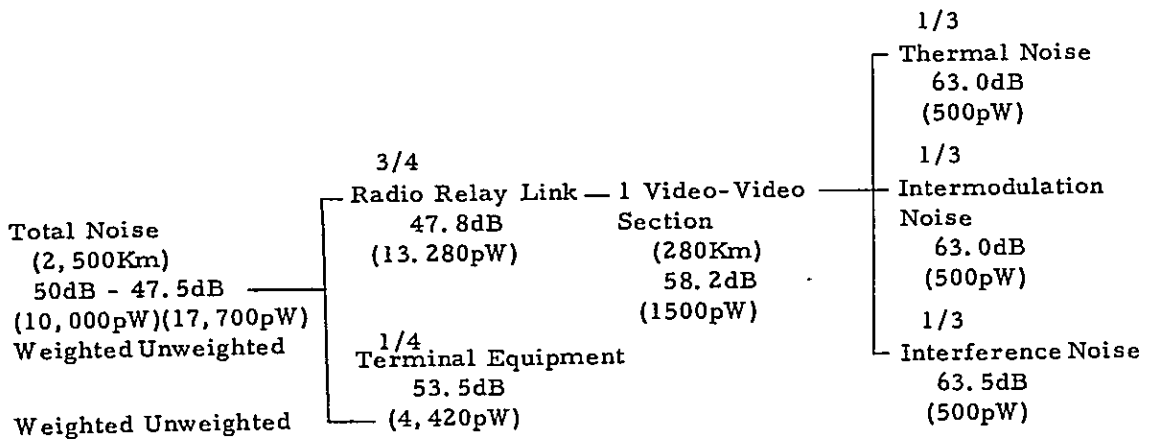 Total Noise
(2,500Km)
50dB - 47.5dB
(10,000pW)(17,700pW)
Weighted Unweighted
Weighted Unweighted
3/4
Radio Relay Link
47.8dB
(13.280pW)
1/4
Terminal Equipment
53.5dB
(4,420pW)
1 Video-Video
Section
(280Km)
58.2dB
(1500pW)
1/3
Thermal Noise
63.0dB
(500pW)
1/3
Intermodulation
Noise
63.0dB
(500pW)
1/3
Interference Noise
63.5dB
(500pW)